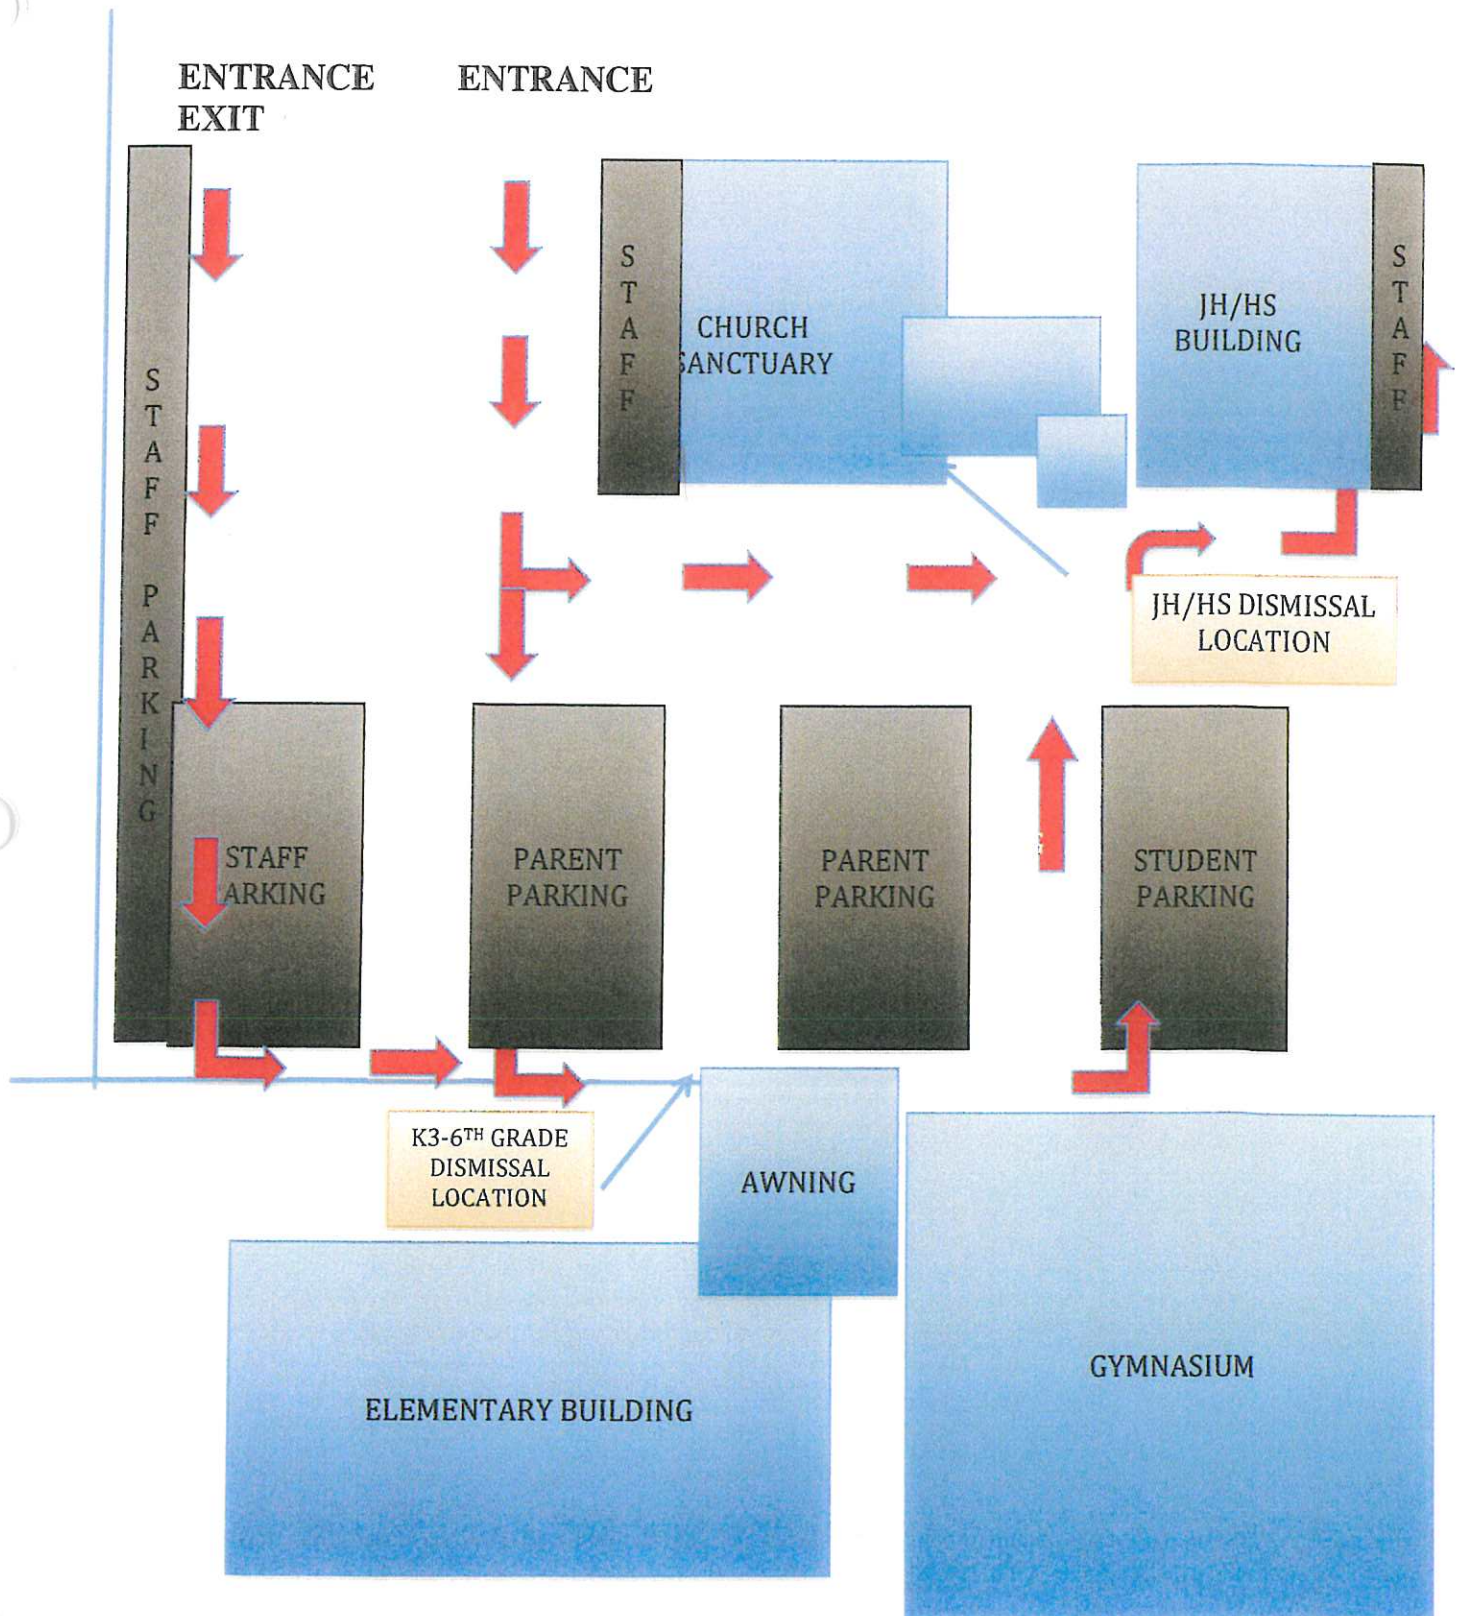 ENTRANCE
EXIT
ENTRANCE
S
T
A
F
F
P
A
R
K
I
N
G
S
T
A
F
F
CHURCH
SANCTUARY
JH/HS
BUILDING
S
T
A
F
F
JH/HS DISMISSAL
LOCATION
STAFF
PARKING
PARENT
PARKING
PARENT
PARKING
STUDENT
PARKING
K3-6TH GRADE
DISMISSAL
LOCATION
AWNING
ELEMENTARY BUILDING
GYMNASIUM